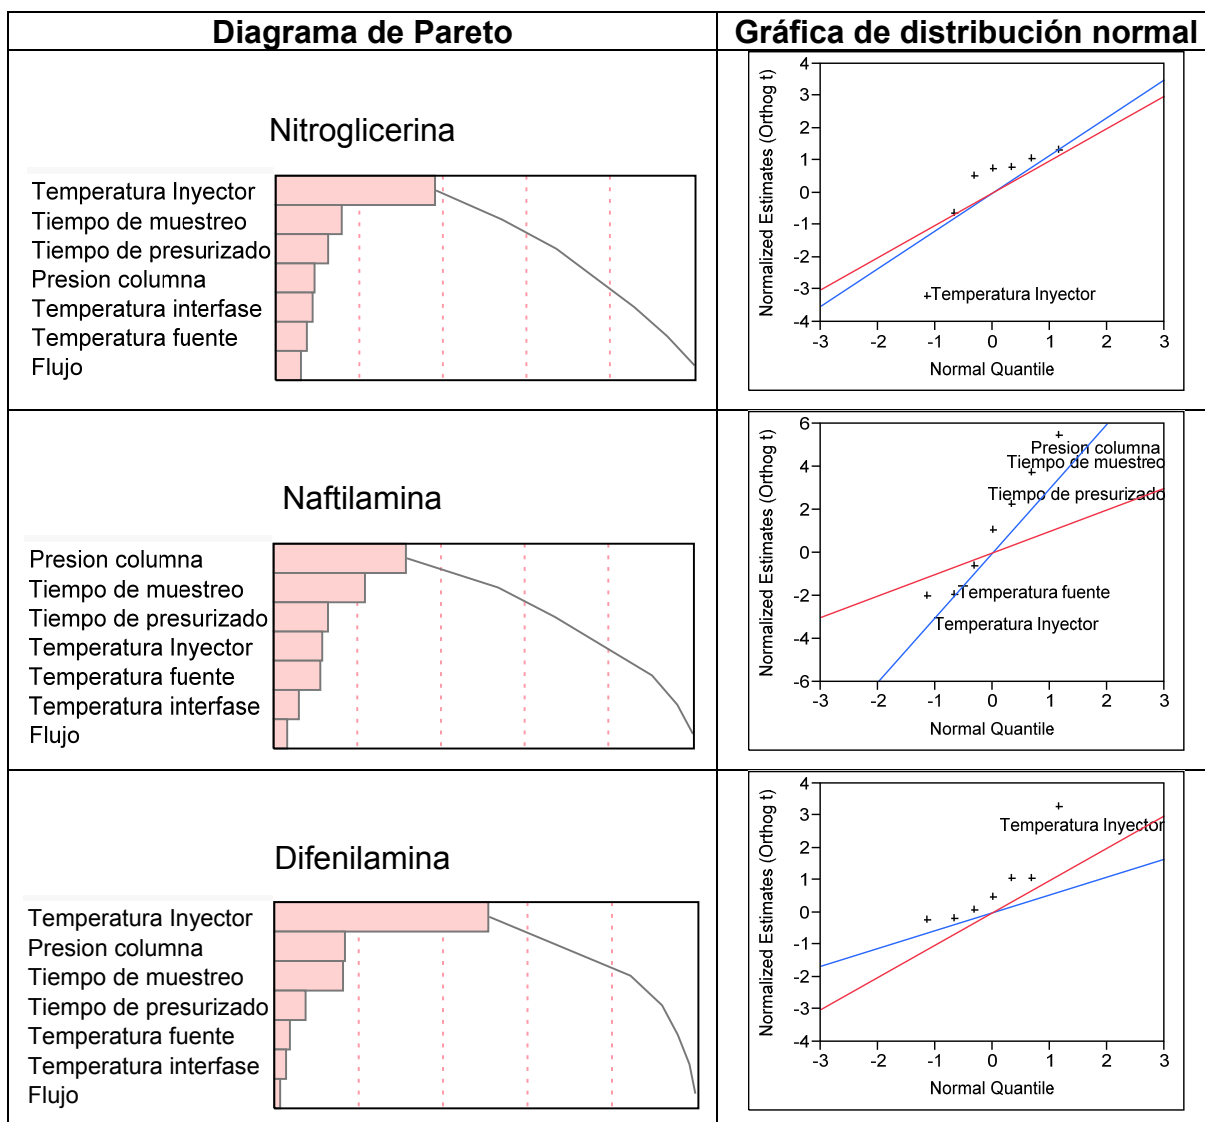 Diagrama de Pareto
Gráfica de distribución normal
Nitroglicerina
Temperatura Inyector
Tiempo de muestreo
Tiempo de presurizado
Presion columna
Temperatura interfase
Temperatura fuente
Flujo
Normalized Estimates (Orthog t)
4
3
2
1
0
-1
-2
-3
-4
+Temperatura Inyector
-3 -2 -1 0 1 2 3
Normal Quantile
Naftilamina
Presion columna
Tiempo de muestreo
Tiempo de presurizado
Temperatura Inyector
Temperatura fuente
Temperatura interfase
Flujo
Normalized Estimates (Orthog t)
6
4
2
0
-2
-4
-6
Presion columna
Tiempo de muestreo
Tiempo de presurizado
+Temperatura fuente
Temperatura Inyector
-3 -2 -1 0 1 2 3
Normal Quantile
Difenilamina
Temperatura Inyector
Presion columna
Tiempo de muestreo
Tiempo de presurizado
Temperatura fuente
Temperatura interfase
Flujo
Normalized Estimates (Orthog t)
4
3
2
1
0
-1
-2
-3
-4
Temperatura Inyector
-3 -2 -1 0 1 2 3
Normal Quantile